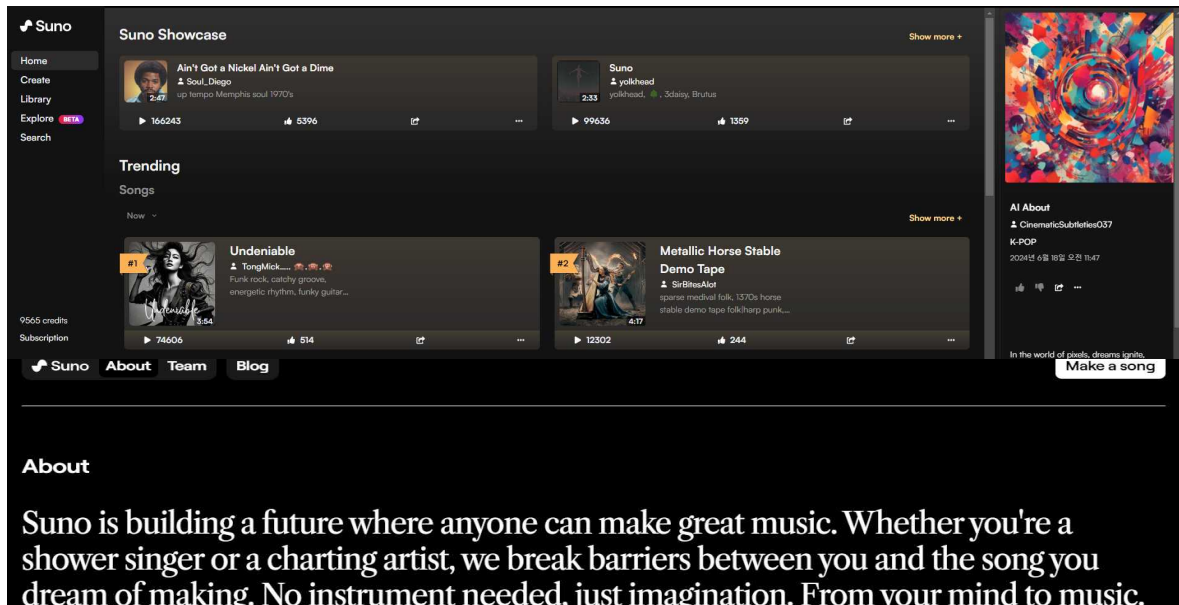 Suno
Home
Create
Library
Explore BETA
Search
9565 credits
Subscription
Suno Showcase
Show more +
Ain't Got a Nickel Ain't Got a Dime
Soul_Diego
up tempo Memphis soul 1970's
2:47
166243
5396
Suno
yolkhead
yolkhead, 🌲, 3daisy, Brutus
2:33
99636
1359
Trending
Songs
Now
Show more +
#1
Undeniable
TongMick.....
Funk rock, catchy groove,
energetic rhythm, funky guitar...
Undeniable
3:54
74606
514
#2
Metallic Horse Stable
Demo Tape
SirBitesAlot
sparse medival folk, 1370s horse
stable demo tape folk|harp punk,...
4:17
12302
244
AI About
CinematicSubtleties037
K-POP
2024년 6월 18일 오전 11:47
In the world of pixels, dreams ignite,
Suno
About
Team
Blog
Make a song
About
Suno is building a future where anyone can make great music. Whether you're a
shower singer or a charting artist, we break barriers between you and the song you
dream of making. No instrument needed, just imagination. From your mind to music.